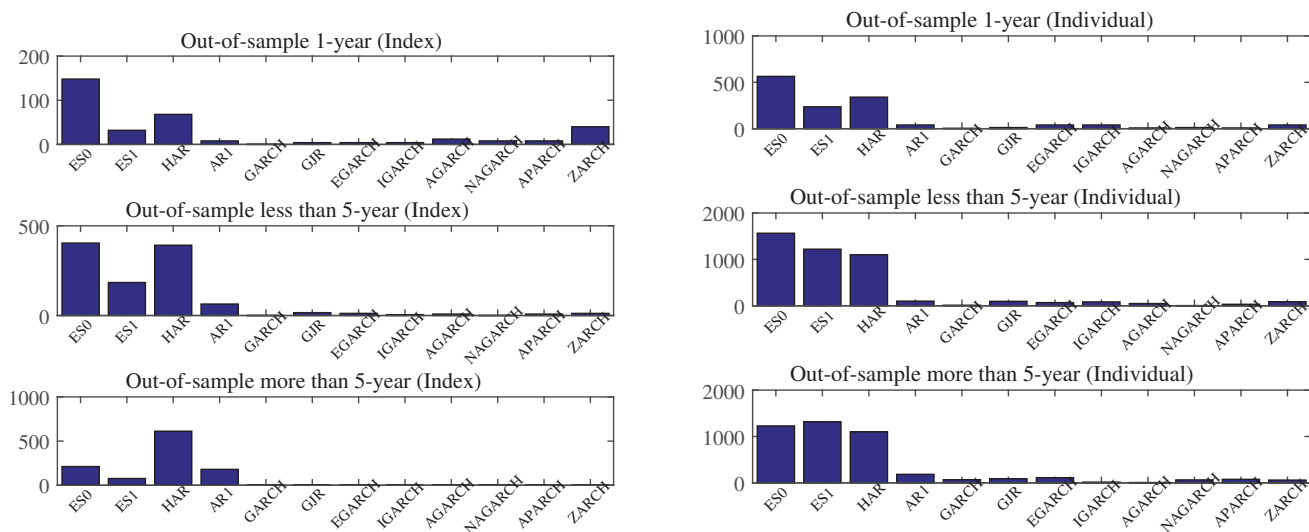 Out-of-sample 1-year (Index)
200
100
0
ES0 ES1 HAR AR1 GARCH GJR EGARCH IGARCH AGARCH NAGARCH APARCH ZARCH
Out-of-sample less than 5-year (Index)
500
0
ES0 ES1 HAR AR1 GARCH GJR EGARCH IGARCH AGARCH NAGARCH APARCH ZARCH
Out-of-sample more than 5-year (Index)
1000
500
0
ES0 ES1 HAR AR1 GARCH GJR EGARCH IGARCH AGARCH NAGARCH APARCH ZARCH
Out-of-sample 1-year (Individual)
1000
500
0
ES0 ES1 HAR AR1 GARCH GJR EGARCH IGARCH AGARCH NAGARCH APARCH ZARCH
Out-of-sample less than 5-year (Individual)
2000
1000
0
ES0 ES1 HAR AR1 GARCH GJR EGARCH IGARCH AGARCH NAGARCH APARCH ZARCH
Out-of-sample more than 5-year (Individual)
2000
1000
0
ES0 ES1 HAR AR1 GARCH GJR EGARCH IGARCH AGARCH NAGARCH APARCH ZARCH